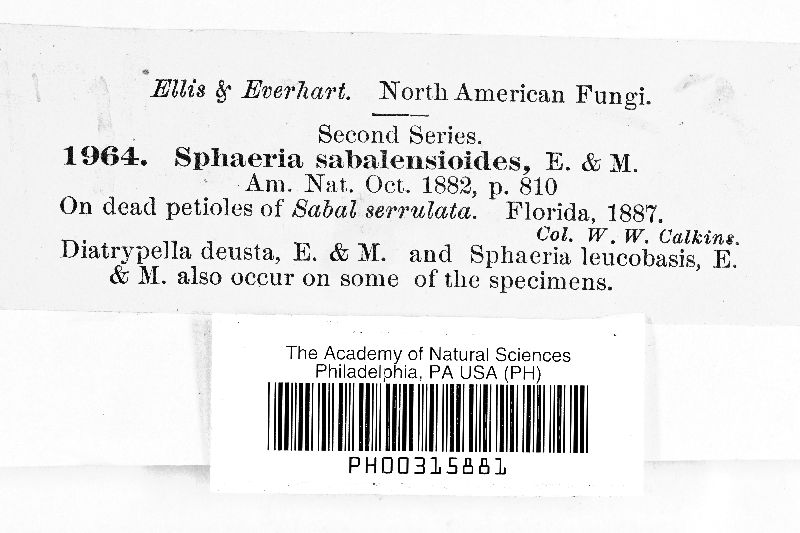 Ellis & Everhart. North American Fungi.
Second Series.
1964. Sphaeria sabalensioides, E. & M.
Am. Nat. Oct. 1882, p. 810
On dead petioles of Sabal serrulata. Florida, 1887.
Col. W. W. Calkins.
Diatrypella deusta, E. & M. and Sphaeria leucobasis, E.
& M. also occur on some of the specimens.
The Academy of Natural Sciences
Philadelphia, PA USA (PH)
PH00315881